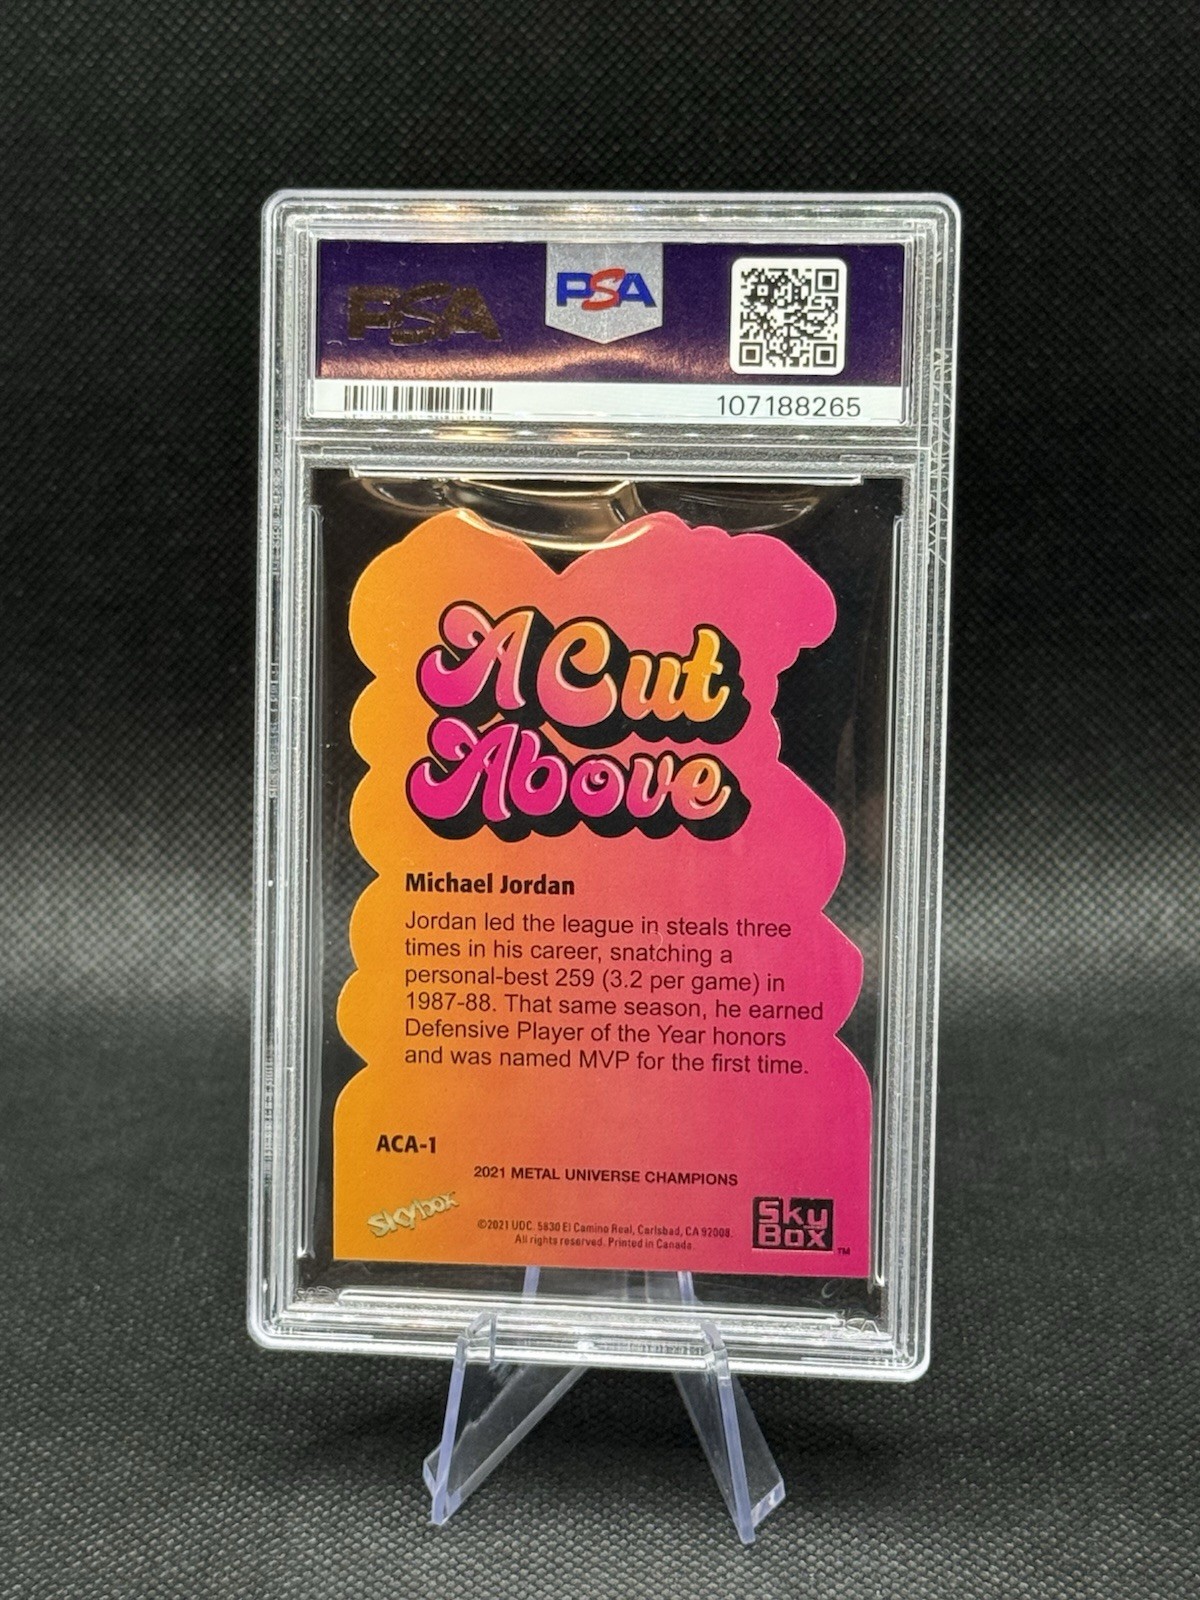 PSA
PSA
107188265
A Cut
Above
Michael Jordan
Jordan led the league in steals three
times in his career, snatching a
personal-best 259 (3.2 per game) in
1987-88. That same season, he earned
Defensive Player of the Year honors
and was named MVP for the first time.
ACA-1
2021 METAL UNIVERSE CHAMPIONS
skybox
©2021 UDC. 5830 El Camino Real, Carlsbad, CA 92008.
All rights reserved. Printed in Canada.
Sky
Box
TM
PSA